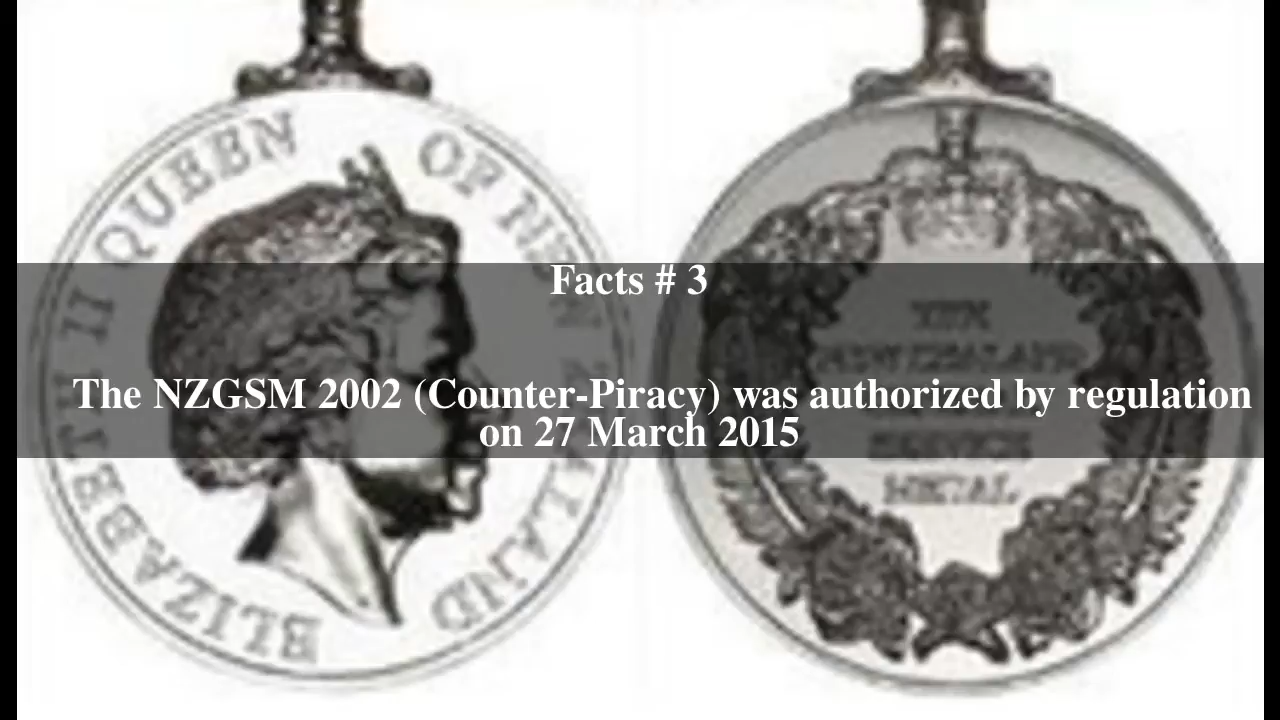 ELIZABETH II QUEEN OF NEW ZEALAND
Facts # 3
The NZGSM 2002 (Counter-Piracy) was authorized by regulation
on 27 March 2015
MEDAL